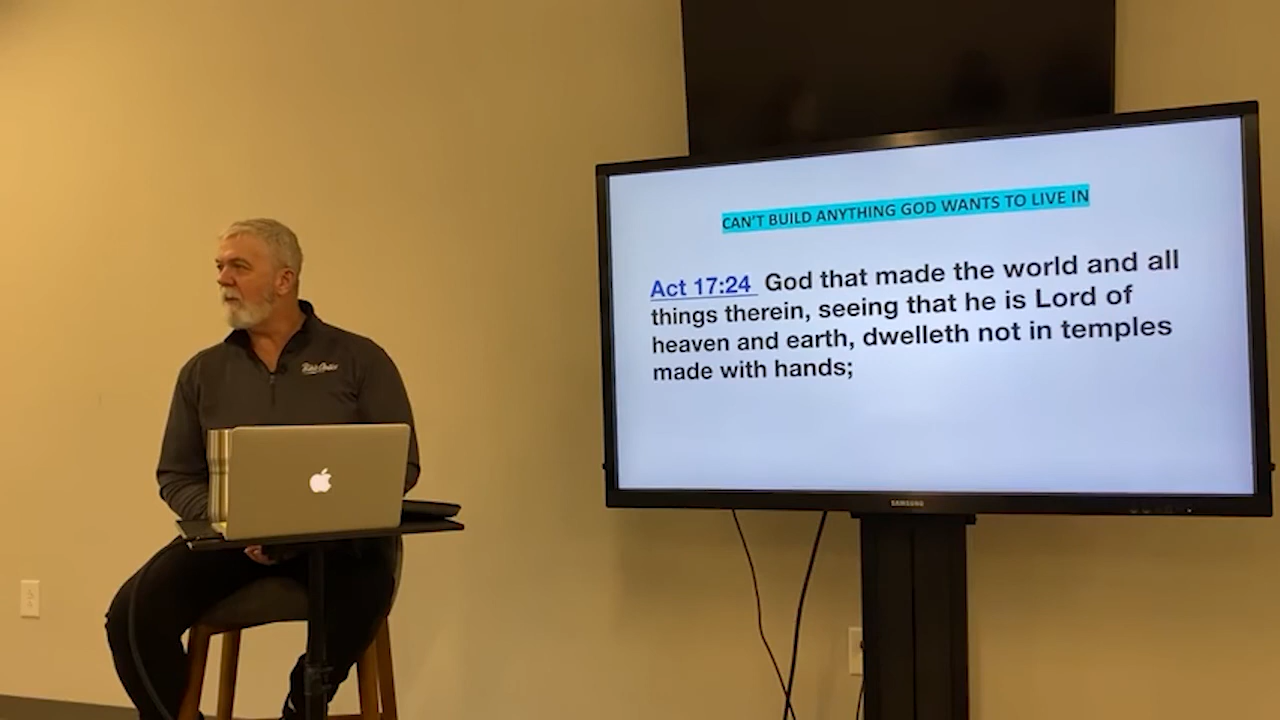 CAN'T BUILD ANYTHING GOD WANTS TO LIVE IN
Act 17:24 God that made the world and all
things therein, seeing that he is Lord of
heaven and earth, dwelleth not in temples
made with hands;
SAMSUNG